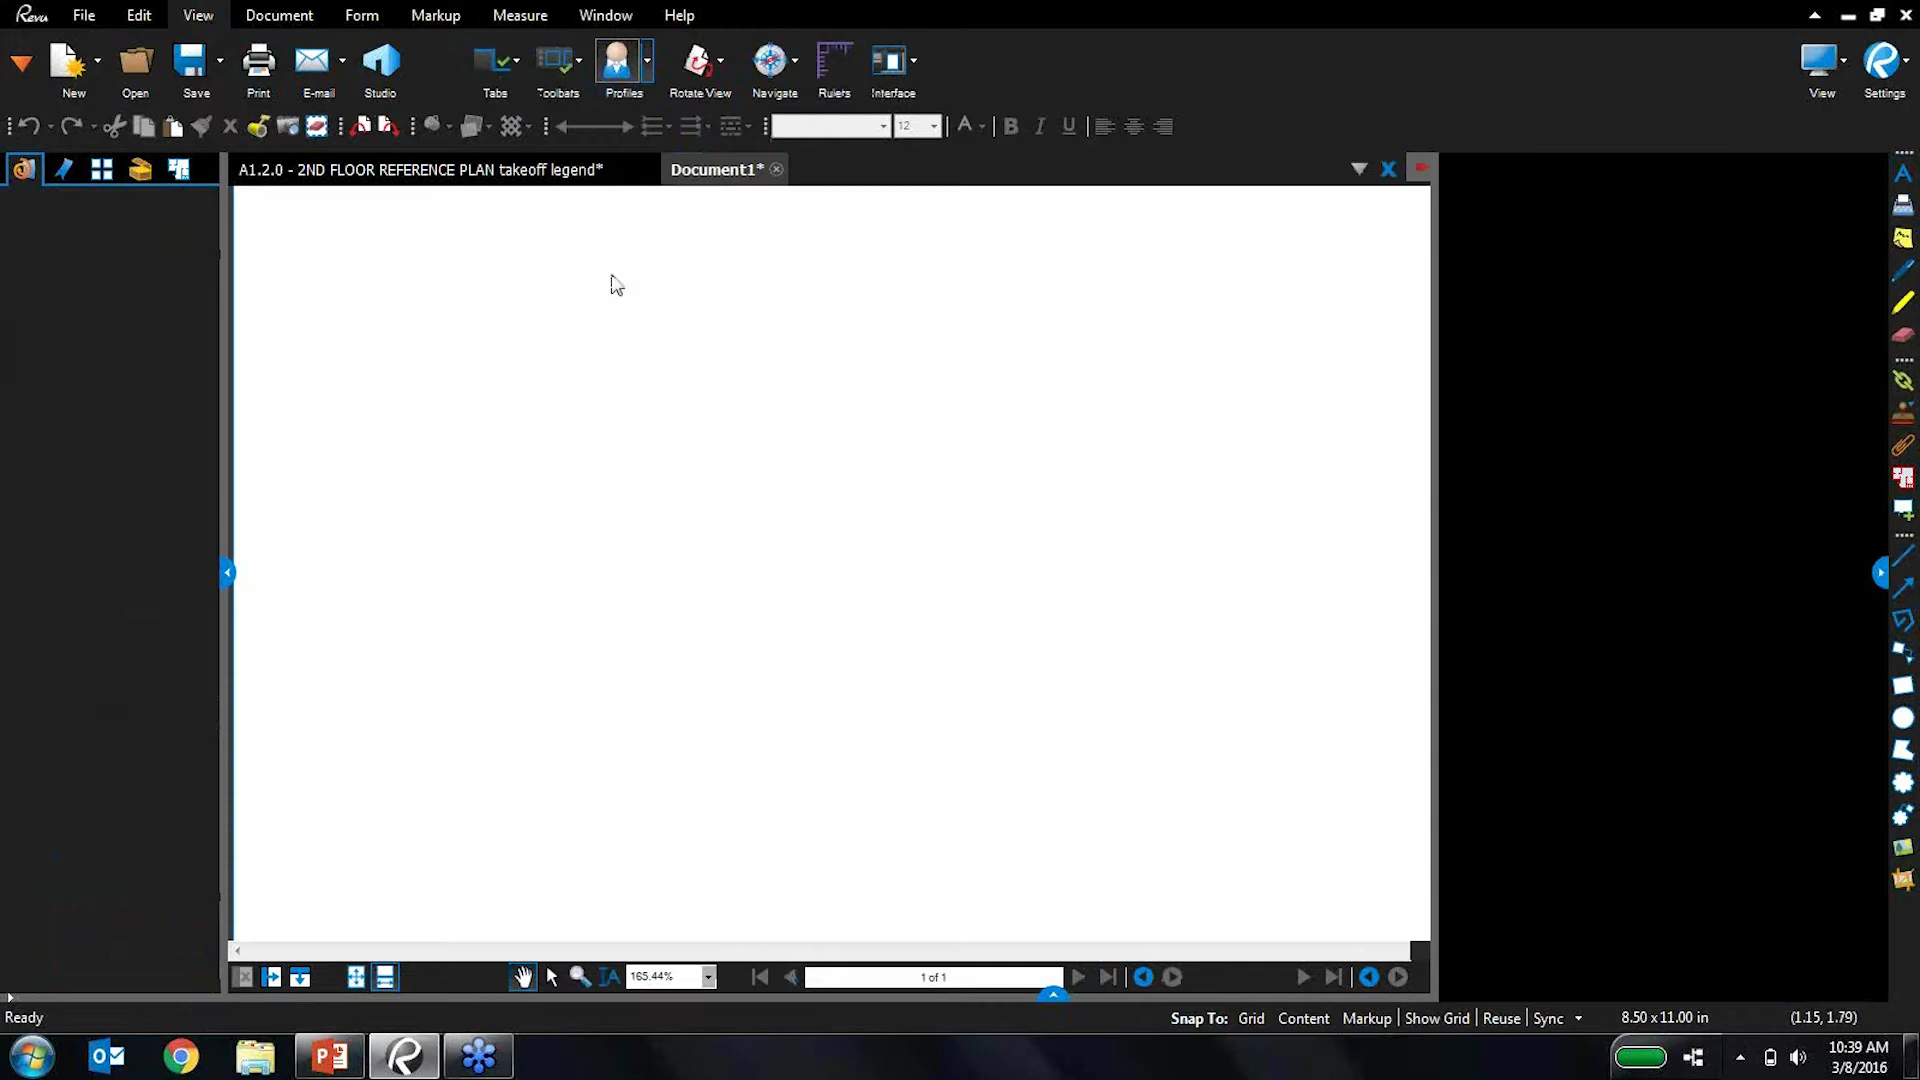 Revu File Edit View Document Form Markup Measure Window Help
New Open Save Print E-mail Studio Tabs Toolbars Profiles Rotate View Navigate Rulers Interface View Settings
12 A B I U
A1.2.0 - 2ND FLOOR REFERENCE PLAN takeoff legend* Document1*
165.44% 1 of 1
Ready Snap To: Grid Content Markup Show Grid Reuse Sync 8.50 x 11.00 in (1.15, 1.79)
10:39 AM
3/8/2016